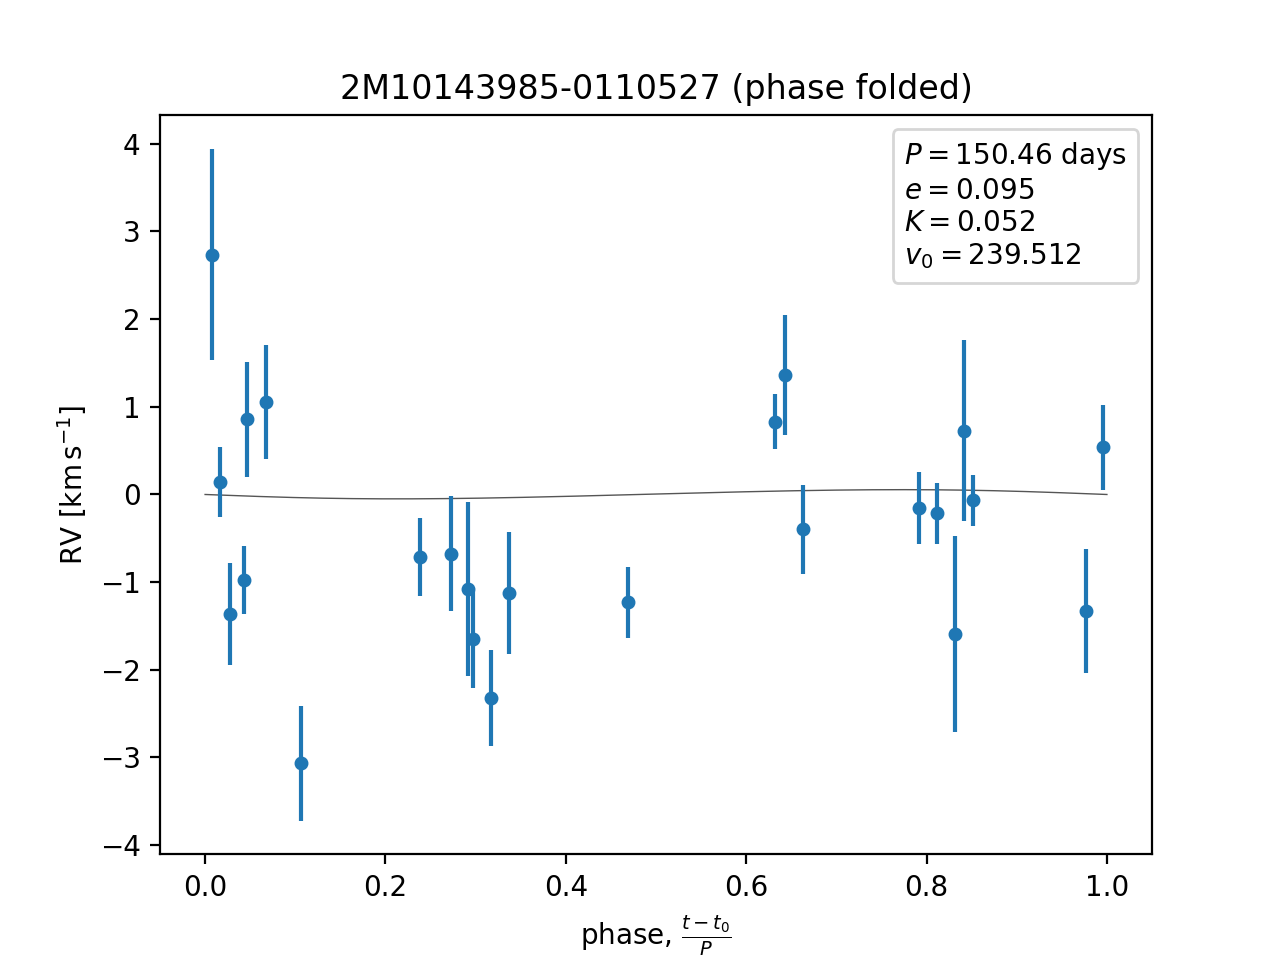 2M10143985-0110527 (phase folded)
P = 150.46 days
e = 0.095
K = 0.052
v₀ = 239.512
4
3
2
1
0
−1
−2
−3
−4
RV [km s⁻¹]
0.0 0.2 0.4 0.6 0.8 1.0
phase, (t − t₀)/P